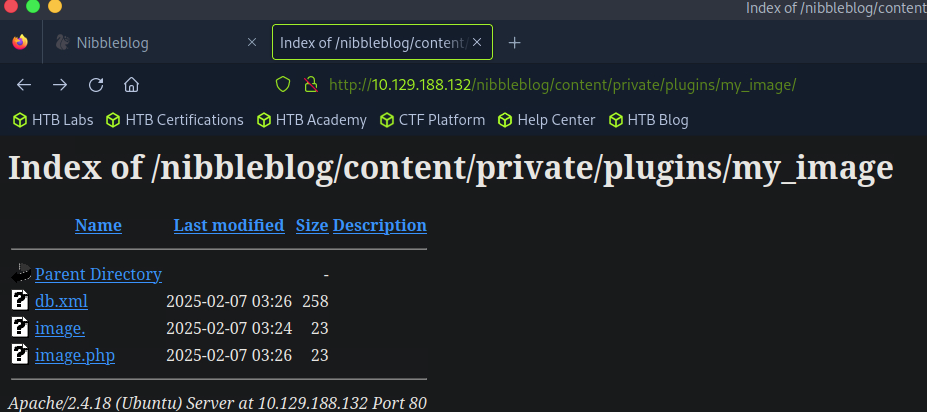 Index of /nibbleblog/content
Nibbleblog
Index of /nibbleblog/content/
http://10.129.188.132/nibbleblog/content/private/plugins/my_image/
HTB Labs HTB Certifications HTB Academy CTF Platform Help Center HTB Blog
Index of /nibbleblog/content/private/plugins/my_image
Name Last modified Size Description
Parent Directory -
db.xml 2025-02-07 03:26 258
image. 2025-02-07 03:24 23
image.php 2025-02-07 03:26 23
Apache/2.4.18 (Ubuntu) Server at 10.129.188.132 Port 80